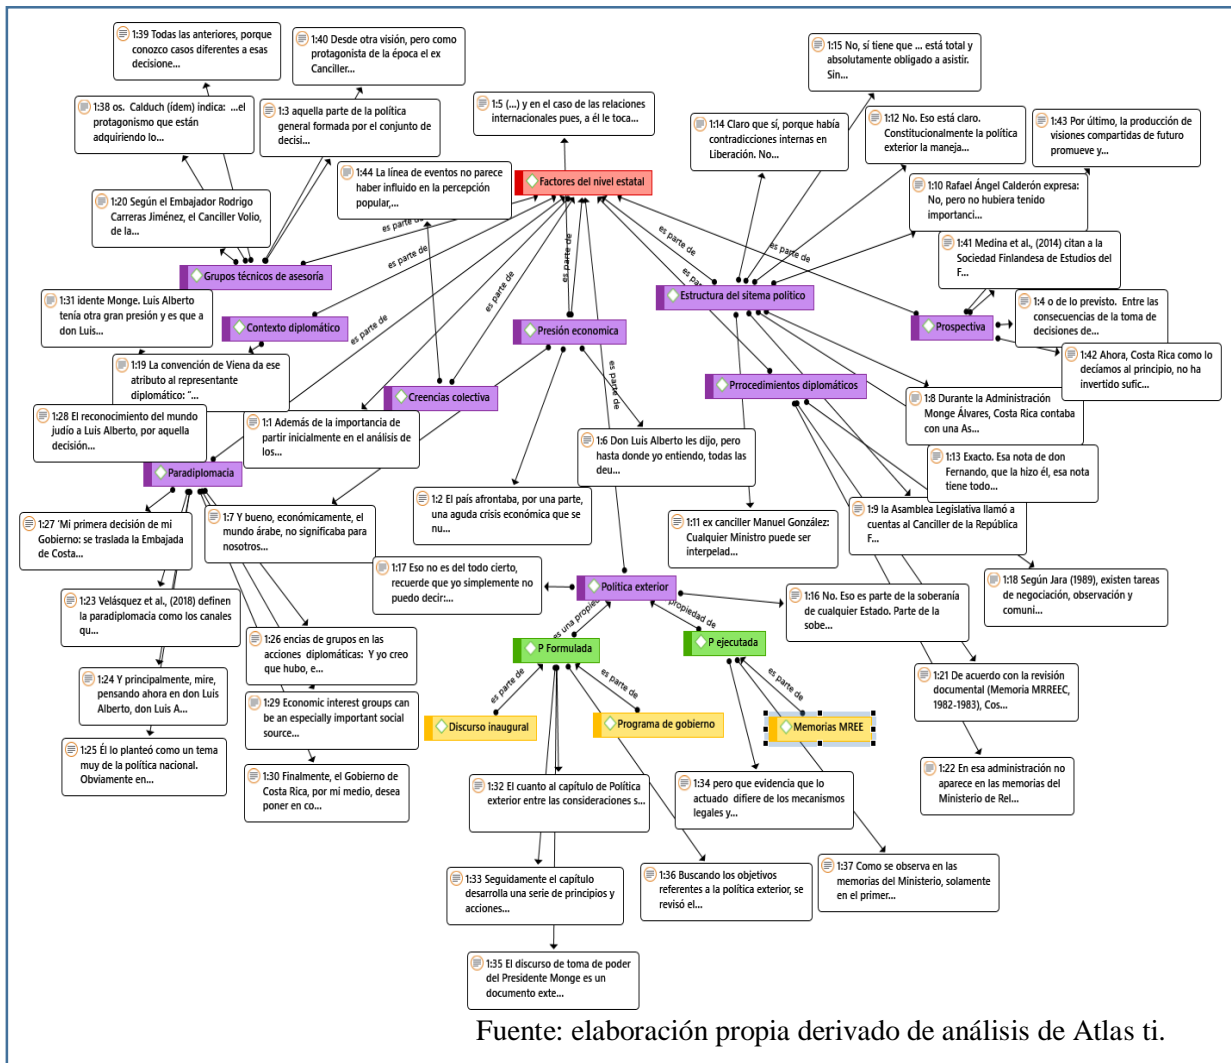 1:39 Todas las anteriores, porque
conozco casos diferentes a esas
decisione...
1:40 Desde otra visión, pero como
protagonista de la época el ex
Canciller...
1:15 No, sí tiene que ... está total y
absolutamente obligado a asistir.
Sin...
1:38 os.  Calduch (ídem) indica:  ...el
protagonismo que están
adquiriendo lo...
1:3 aquella parte de la política
general formada por el conjunto de
decisi...
1:5 (...) y en el caso de las relaciones
internacionales pues, a él le toca...
1:14 Claro que sí, porque había
contradicciones internas en
Liberación. No...
1:12 No. Eso está claro.
Constitucionalmente la política
exterior la maneja...
1:43 Por último, la producción de
visiones compartidas de futuro
promueve y...
1:44 La línea de eventos no parece
haber influido en la percepción
popular,...
Factores del nivel estatal
1:10 Rafael Ángel Calderón expresa:
No, pero no hubiera tenido
importanci...
1:20 Según el Embajador Rodrigo
Carreras Jiménez, el Canciller Volio,
de la...
es parte de
es parte de
es parte de
es parte de
es parte de
es parte de
es parte de
es parte de
es pa
1:41 Medina et al., (2014) citan a la
Sociedad Finlandesa de Estudios del
F...
Grupos técnicos de asesoría
Estructura del sitema político
1:31 idente Monge. Luis Alberto
tenía otra gran presión y es que a
don Luis...
Contexto diplomático
Presión economica
Prospectiva
1:4 o de lo previsto.  Entre las
consecuencias de la toma de
decisiones de...
1:19 La convención de Viena da ese
atributo al representante
diplomático: "...
1:42 Ahora, Costa Rica como lo
decíamos al principio, no ha
invertido sufic...
Creencias colectiva
Procedimientos diplomáticos
1:28 El reconocimiento del mundo
judío a Luis Alberto, por aquella
decisión...
1:1 Además de la importancia de
partir inicialmente en el análisis de
los...
1:8 Durante la Administración
Monge Álvares, Costa Rica contaba
con una As...
1:6 Don Luis Alberto les dijo, pero
hasta donde yo entiendo, todas las
deu...
1:13 Exacto. Esa nota de don
Fernando, que la hizo él, esa nota
tiene todo...
Paradiplomacia
1:2 El país afrontaba, por una parte,
una aguda crisis económica que se
nu...
1:9 la Asamblea Legislativa llamó a
cuentas al Canciller de la República
F...
1:27 ‘Mi primera decisión de mi
Gobierno: se traslada la Embajada
de Costa...
1:7 Y bueno, económicamente, el
mundo árabe, no significaba para
nosotros...
1:11 ex canciller Manuel González:
Cualquier Ministro puede ser
interpelad...
1:17 Eso no es del todo cierto,
recuerde que yo simplemente no
puedo decir:...
Política exterior
1:16 No. Eso es parte de la soberanía
de cualquier Estado. Parte de la
sobe...
1:18 Según Jara (1989), existen tareas
de negociación, observación y
comuni...
1:23 Velásquez et al., (2018) definen
la paradiplomacia como los canales
qu...
es una propied
propiedad de
1:26 encias de grupos en las
acciones  diplomáticas:  Y yo creo
que hubo, e...
P Formulada
P ejecutada
1:24 Y principalmente, mire,
pensando ahora en don Luis
Alberto, don Luis A...
1:21 De acuerdo con la revisión
documental (Memoria MRREEC,
1982-1983), Cos...
es parte de
es parte de
es parte de
1:29 Economic interest groups can
be an especially important social
source...
Discurso inaugural
Programa de gobierno
Memorias MREE
1:25 Él lo planteó como un tema
muy de la política nacional.
Obviamente en...
1:30 Finalmente, el Gobierno de
Costa Rica, por mi medio, desea
poner en co...
1:32 El cuanto al capítulo de Política
exterior entre las consideraciones s...
1:34 pero que evidencia que lo
actuado  difiere de los mecanismos
legales y...
1:22 En esa administración no
aparece en las memorias del
Ministerio de Rel...
1:33 Seguidamente el capítulo
desarrolla una serie de principios y
acciones...
1:36 Buscando los objetivos
referentes a la política exterior, se
revisó el...
1:37 Como se observa en las
memorias del Ministerio, solamente
en el primer...
1:35 El discurso de toma de poder
del Presidente Monge es un
documento exte...
Fuente: elaboración propia derivado de análisis de Atlas ti.